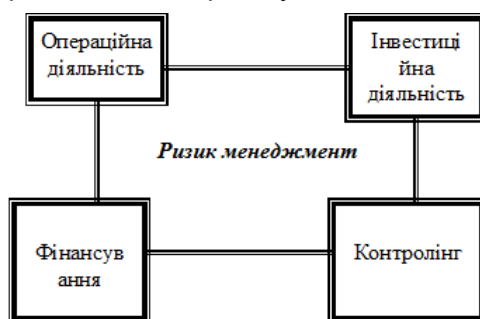 Операційна
діяльність
Інвестиці
йна
діяльність
Ризик менеджмент
Фінансув
ання
Контролінг